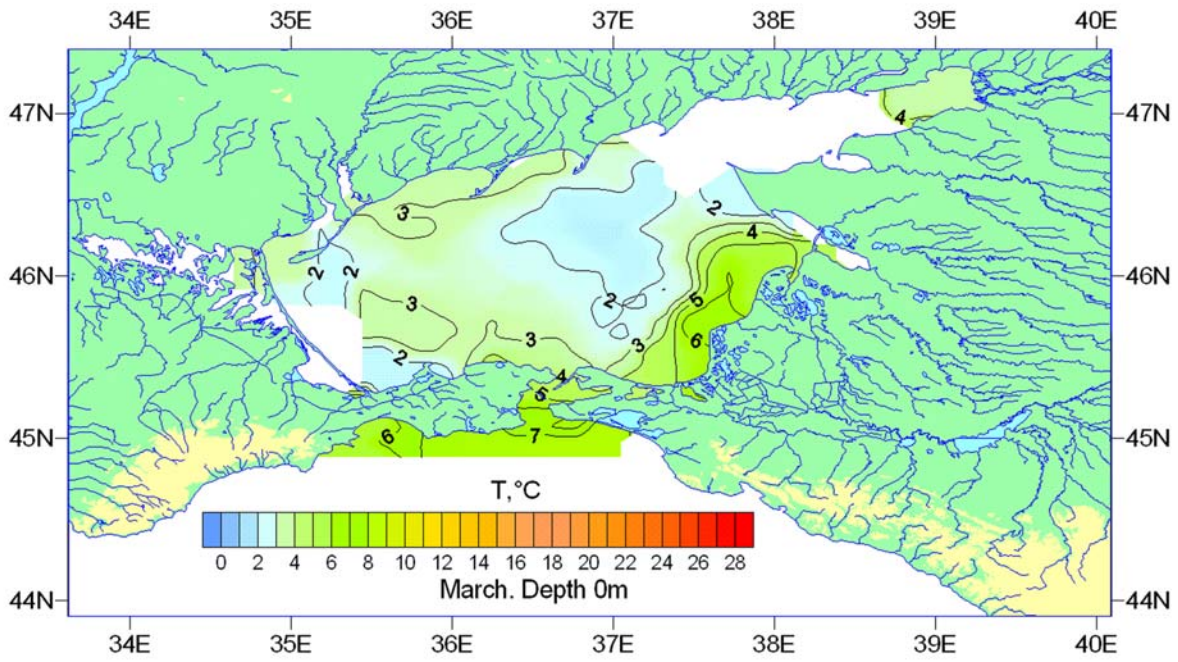 34E 35E 36E 37E 38E 39E 40E
47N 47N
4
3
2
4
2 2 46N 46N
3 2 5
3 3 6
2
4
5
6 7 45N 45N
T,°C
0 2 4 6 8 10 12 14 16 18 20 22 24 26 28
March. Depth 0m
44N 44N
34E 35E 36E 37E 38E 39E 40E